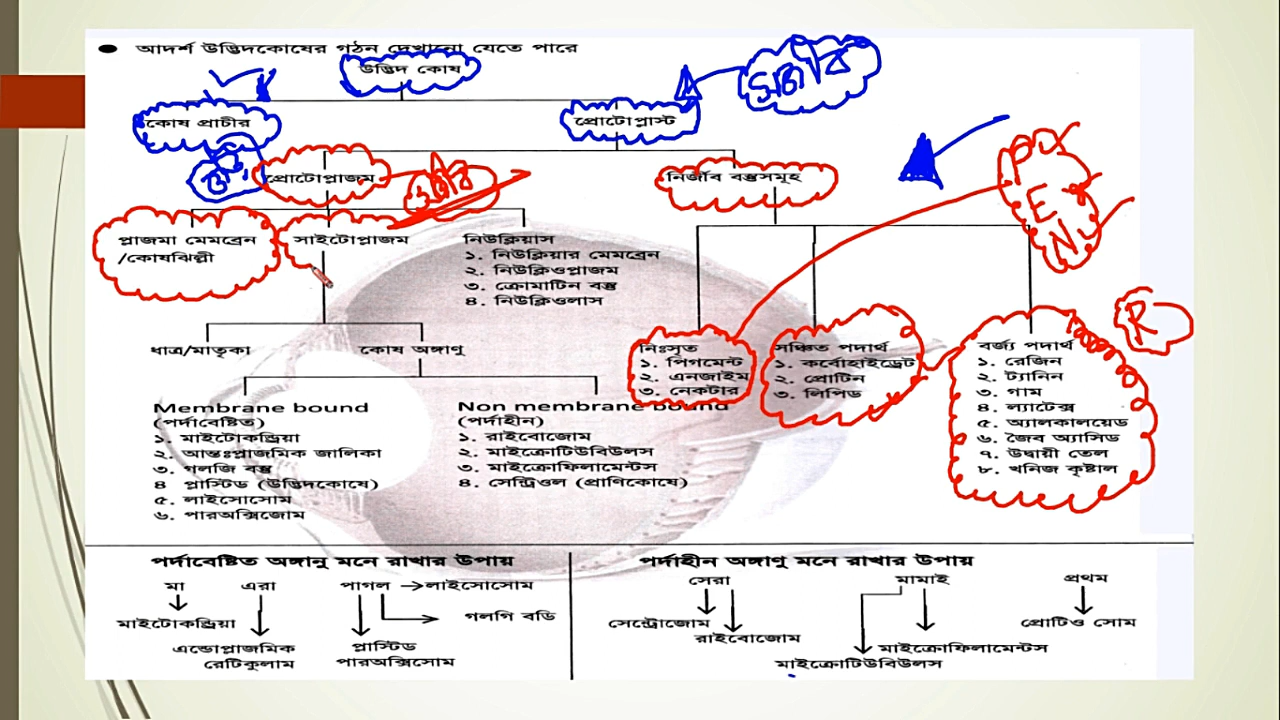 ● আদর্শ উদ্ভিদকোষের গঠন দেখানো যেতে পারে
উদ্ভিদ কোষ
কোষ প্রাচীর
প্রোটোপ্লাস্ট
প্রোটোপ্লাজম
নির্জীব বস্তুসমূহ
প্লাজমা মেমব্রেন
/কোষঝিল্লী
সাইটোপ্লাজম
নিউক্লিয়াস
১. নিউক্লিয়ার মেমব্রেন
২. নিউক্লিওপ্লাজম
৩. ক্রোমাটিন বস্তু
৪. নিউক্লিওলাস
P
E
N
R
ধাত্র/মাতৃকা
কোষ অঙ্গাণু
নিঃসৃত
১. পিগমেন্ট
২. এনজাইম
৩. নেকটার
সঞ্চিত পদার্থ
১. কর্বোহাইড্রেট
২. প্রোটিন
৩. লিপিড
বর্জ্য পদার্থ
১. রেজিন
২. ট্যানিন
৩. গাম
৪. ল্যাটেক্স
৫. অ্যালকালয়েড
৬. জৈব অ্যাসিড
৭. উদ্বায়ী তেল
৮. খনিজ কৃষ্টাল
Membrane bound
(পর্দাবেষ্টিত)
১. মাইটোকন্ড্রিয়া
২. আন্তঃপ্লাজমিক জালিকা
৩. গলজি বস্তু
৪ প্লাস্টিড (উদ্ভিদকোষে)
৫. লাইসোসোম
৬. পারঅক্সিজোম
Non membrane bound
(পর্দাহীন)
১. রাইবোজোম
২. মাইক্রোটিউবিউলস
৩. মাইক্রোফিলামেন্টস
৪. সেন্ট্রিওল (প্রাণিকোষে)
পর্দাবেষ্টিত অঙ্গানু মনে রাখার উপায়
মা এরা পাগল →লাইসোসোম
গলগি বডি
মাইটোকন্ড্রিয়া
এন্ডোপ্লাজমিক
রেটিকুলাম
প্লাস্টিড
পারঅক্সিসোম
পর্দাহীন অঙ্গাণু মনে রাখার উপায়
সেরা মামাই প্রথম
সেন্ট্রোজোম
রাইবোজোম
প্রোটিও সোম
মাইক্রোফিলামেন্টস
মাইক্রোটিউবিউলস